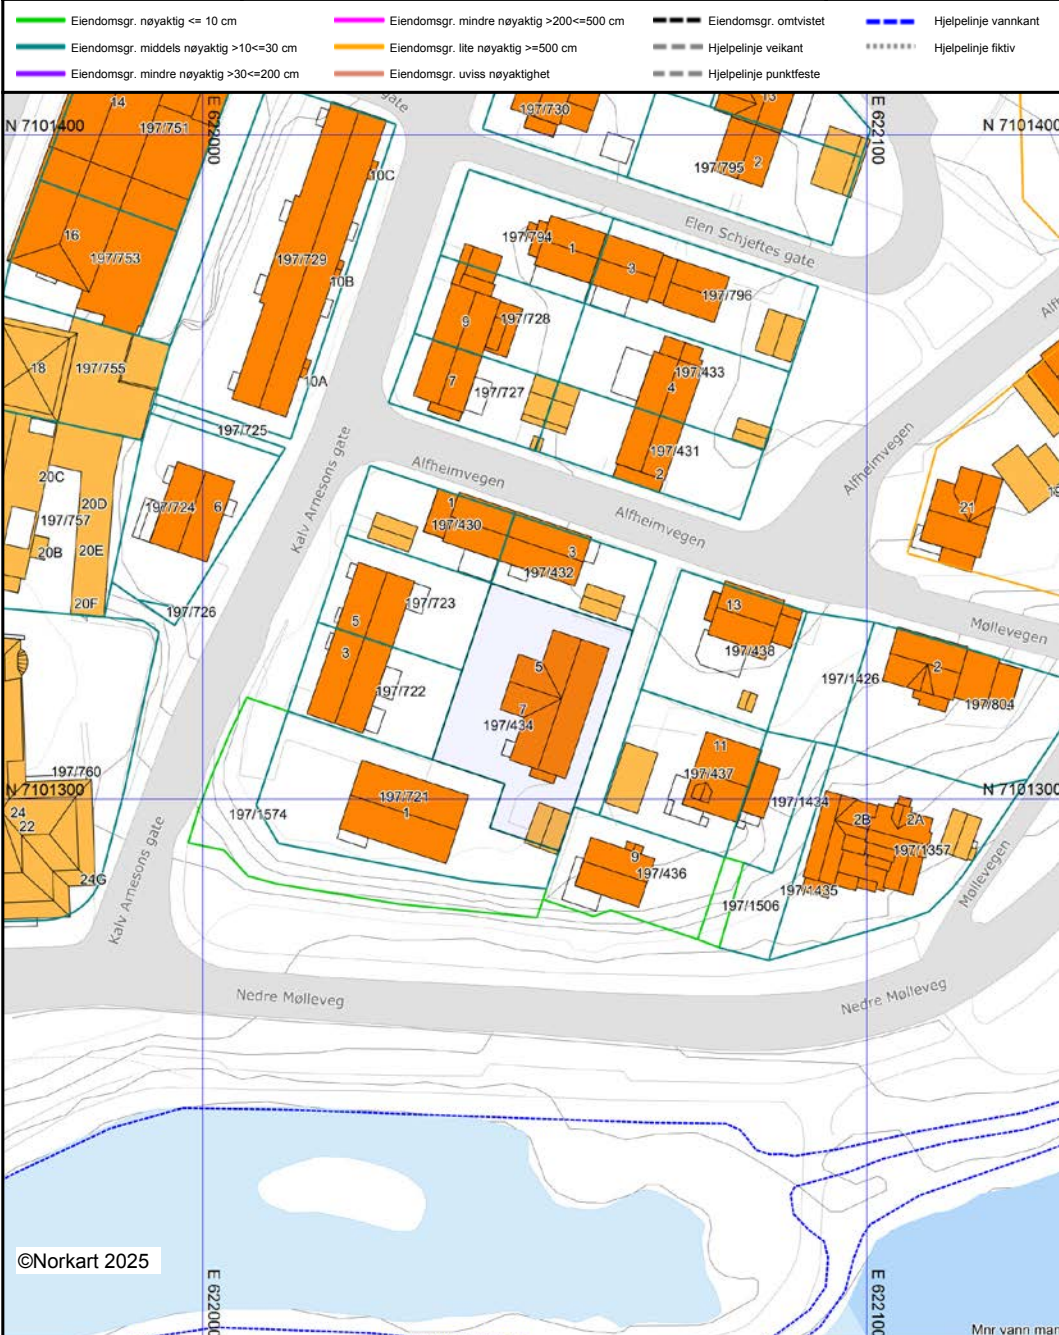 Eiendomsgr. nøyaktig <= 10 cm
Eiendomsgr. mindre nøyaktig >200<=500 cm
Eiendomsgr. omtvistet
Hjelpelinje vannkant
Eiendomsgr. middels nøyaktig >10<=30 cm
Eiendomsgr. lite nøyaktig >=500 cm
Hjelpelinje veikant
Hjelpelinje fiktiv
Eiendomsgr. mindre nøyaktig >30<=200 cm
Eiendomsgr. uviss nøyaktighet
Hjelpelinje punktfeste
gate
14
197/730
13
N 7101400
197/751
E 622000
E 622100
N 7101400
2
197/795
10C
Elen Schjeftes gate
16
197/753
197/729
10B
197/794
1
3
197/796
9
197/728
18
197/755
10A
7
197/727
197/433
4
197/725
Kalv Arnesons gate
Alfheimvegen
197/431
2
Alfheimvegen
20C
197/724
6
20D
197/757
20B
20E
1
197/430
Alfheimvegen
21
3
197/432
20F
197/726
197/723
5
3
13
Møllevegen
197/438
5
197/1426
2
197/722
7
197/434
197/804
11
197/760
197/437
N 7101300
N 7101300
24
22
197/1574
197/721
1
197/1434
2B
2A
197/1357
24G
Kalv Arnesons gate
9
197/436
197/1435
197/1506
Møllevegen
Nedre Mølleveg
Nedre Mølleveg
©Norkart 2025
E 622000
E 622100
Mnr vann mar